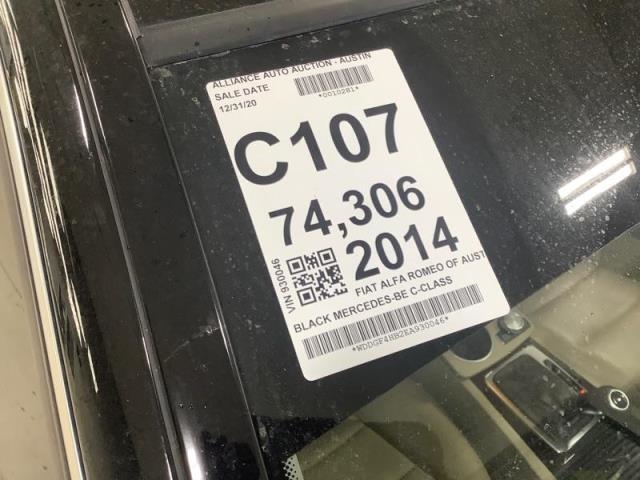 ALLIANCE AUTO AUCTION - AUSTIN
SALE DATE
12/31/20
*0010281*
C107
74,306
2014
VIN 930046
FIAT ALFA ROMEO OF AUST
BLACK MERCEDES-BE C-CLASS
*WDDGF4HB2EA930046*